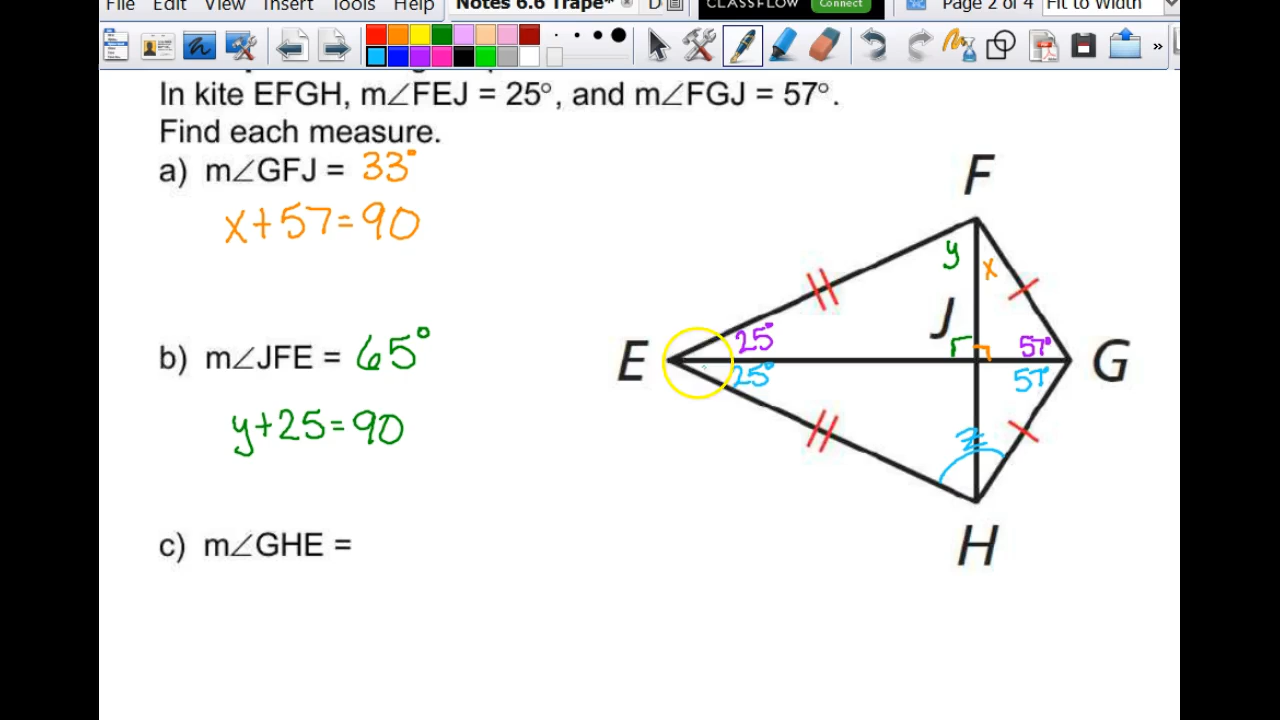 File Edit View Insert Tools Help Notes 6.6 Trape* CLASSFLOW Connect Page 2 of 4 Fit to Width
»
In kite EFGH, m∠FEJ = 25°, and m∠FGJ = 57°.
Find each measure.
a) m∠GFJ = 33°
x+57=90
b) m∠JFE = 65°
y+25=90
c) m∠GHE =
F
y
x
J
E
25°
57°
G
25°
57°
z
H